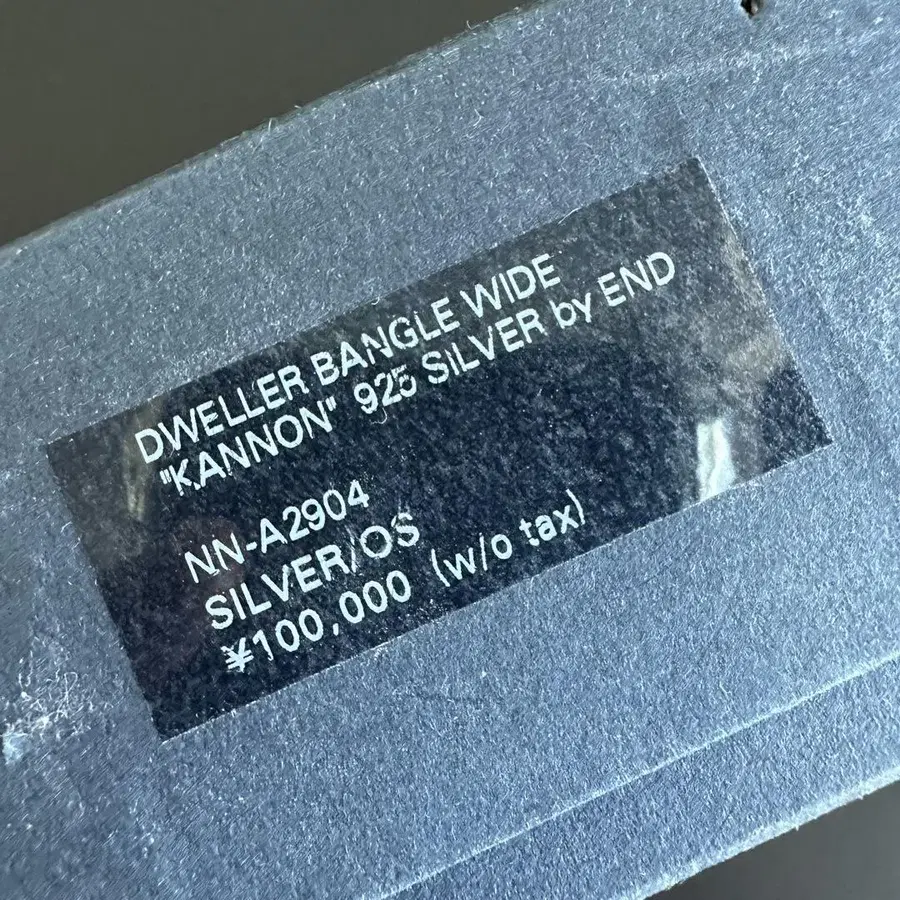 DWELLER BANGLE WIDE
"KANNON" 925 SILVER by END
NN-A2904
SILVER/OS
¥100,000 (w/o tax)